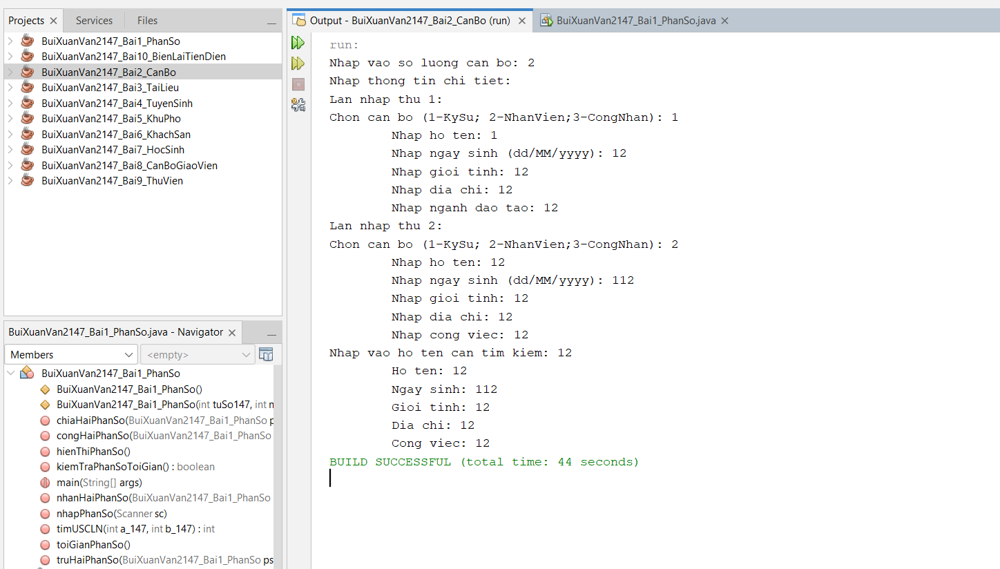 Projects
Services
Files
BuiXuanVan2147_Bai1_PhanSo
BuiXuanVan2147_Bai10_BienLaiTienDien
BuiXuanVan2147_Bai2_CanBo
BuiXuanVan2147_Bai3_TaiLieu
BuiXuanVan2147_Bai4_TuyenSinh
BuiXuanVan2147_Bai5_KhuPho
BuiXuanVan2147_Bai6_KhachSan
BuiXuanVan2147_Bai7_HocSinh
BuiXuanVan2147_Bai8_CanBoGiaoVien
BuiXuanVan2147_Bai9_ThuVien
BuiXuanVan2147_Bai1_PhanSo.java - Navigator
Members
<empty>
BuiXuanVan2147_Bai1_PhanSo
BuiXuanVan2147_Bai1_PhanSo()
BuiXuanVan2147_Bai1_PhanSo(int tuSo147, int
chiaHaiPhanSo(BuiXuanVan2147_Bai1_PhanSo p
congHaiPhanSo(BuiXuanVan2147_Bai1_PhanSo
hienThiPhanSo()
kiemTraPhanSoToiGian() : boolean
main(String[] args)
nhanHaiPhanSo(BuiXuanVan2147_Bai1_PhanSo
nhapPhanSo(Scanner sc)
timUSCLN(int a_147, int b_147) : int
toiGianPhanSo()
truHaiPhanSo(BuiXuanVan2147_Bai1_PhanSo ps
Output - BuiXuanVan2147_Bai2_CanBo (run)
BuiXuanVan2147_Bai1_PhanSo.java
run:
Nhap vao so luong can bo: 2
Nhap thong tin chi tiet:
Lan nhap thu 1:
Chon can bo (1-KySu; 2-NhanVien;3-CongNhan): 1
Nhap ho ten: 1
Nhap ngay sinh (dd/MM/yyyy): 12
Nhap gioi tinh: 12
Nhap dia chi: 12
Nhap nganh dao tao: 12
Lan nhap thu 2:
Chon can bo (1-KySu; 2-NhanVien;3-CongNhan): 2
Nhap ho ten: 12
Nhap ngay sinh (dd/MM/yyyy): 112
Nhap gioi tinh: 12
Nhap dia chi: 12
Nhap cong viec: 12
Nhap vao ho ten can tim kiem: 12
Ho ten: 12
Ngay sinh: 112
Gioi tinh: 12
Dia chi: 12
Cong viec: 12
BUILD SUCCESSFUL (total time: 44 seconds)